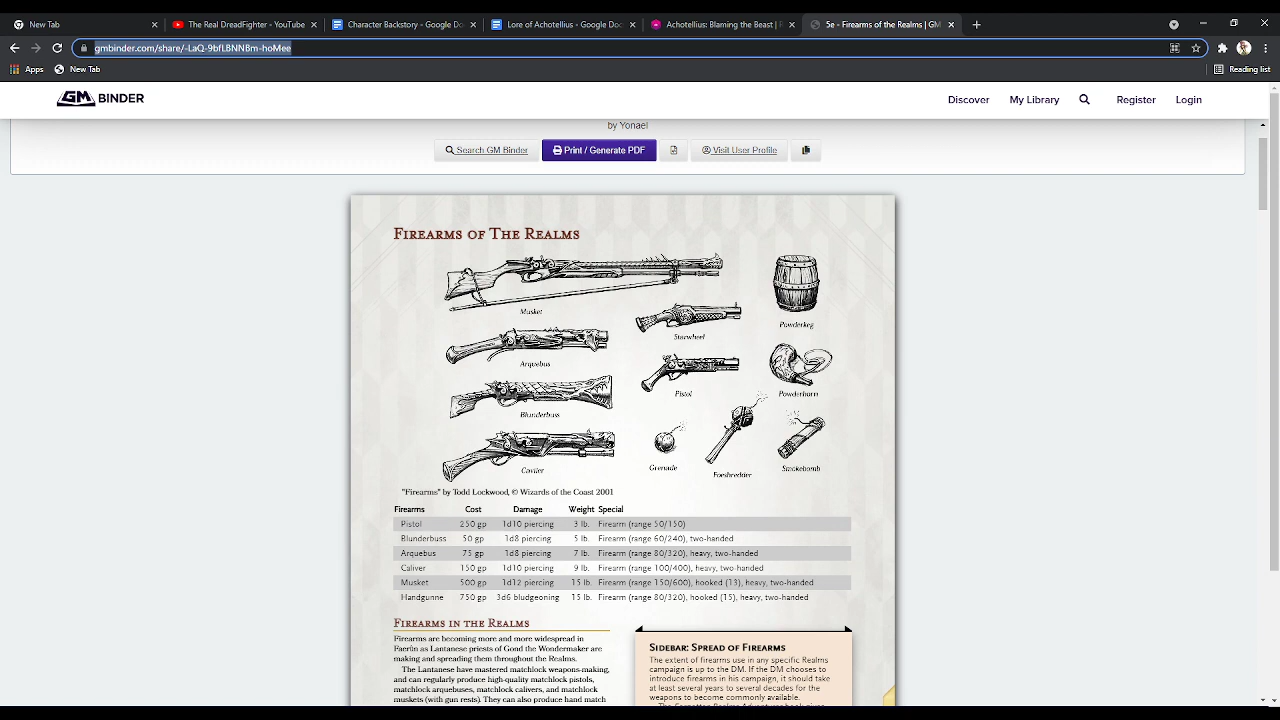 New Tab
The Real DreadFighter - YouTube
Character Backstory - Google Do
Lore of Achotellius - Google Doc
Achotellius: Blaming the Beast |
5e - Firearms of the Realms | GM
gmbinder.com/share/-LaQ-9bfLBNNBm-hoMee
Apps
New Tab
Reading list
GM BINDER
Discover
My Library
Register
Login
by Yonael
Search GM Binder
Print / Generate PDF
Visit User Profile
Firearms of The Realms
Musket
Powderkeg
Starwheel
Arquebus
Pistol
Powderhorn
Blunderbuss
Caviler
Grenade
Foeshredder
Smokebomb
"Firearms" by Todd Lockwood, © Wizards of the Coast 2001
Firearms Cost Damage Weight Special
Pistol 250 gp 1d10 piercing 3 lb. Firearm (range 50/150)
Blunderbuss 50 gp 1d8 piercing 5 lb. Firearm (range 60/240), two-handed
Arquebus 75 gp 1d8 piercing 7 lb. Firearm (range 80/320), heavy, two-handed
Caliver 150 gp 1d10 piercing 9 lb. Firearm (range 100/400), heavy, two-handed
Musket 500 gp 1d12 piercing 15 lb. Firearm (range 150/600), hooked (13), heavy, two-handed
Handgunne 750 gp 3d6 bludgeoning 15 lb. Firearm (range 80/320), hooked (15), heavy, two-handed
Firearms in the Realms
Firearms are becoming more and more widespread in
Faerûn as Lantanese priests of Gond the Wondermaker are
making and spreading them throughout the Realms.
The Lantanese have mastered matchlock weapons-making,
and can regularly produce high-quality matchlock pistols,
matchlock arquebuses, matchlock calivers, and matchlock
muskets (with gun rests). They can also produce hand match
Sidebar: Spread of Firearms
The extent of firearms use in any specific Realms
campaign is up to the DM. If the DM chooses to
introduce firearms in his campaign, it should take
at least several years to several decades for the
weapons to become commonly available.